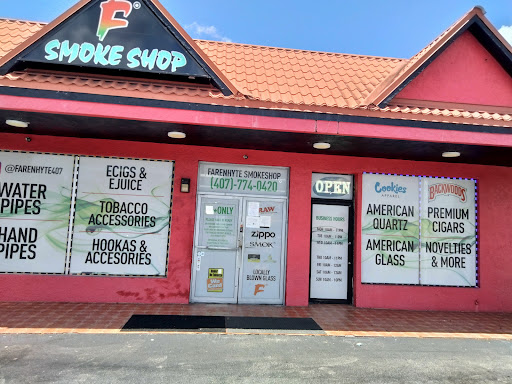 F
SMOKE SHOP
@FARENHYTE407
WATER
PIPES
HAND
PIPES
ECIGS &
EJUICE
TOBACCO
ACCESSORIES
HOOKAS &
ACCESORIES
FARENHYTE SMOKESHOP
(407)-774-0420
ONLY
RAW
zippo
SMOK
LOCALLY
BLOWN GLASS
F
OPEN
BUSINESS HOURS
Cookies
AMERICAN
QUARTZ
AMERICAN
GLASS
BACKWOODS
PREMIUM
CIGARS
NOVELTIES
& MORE